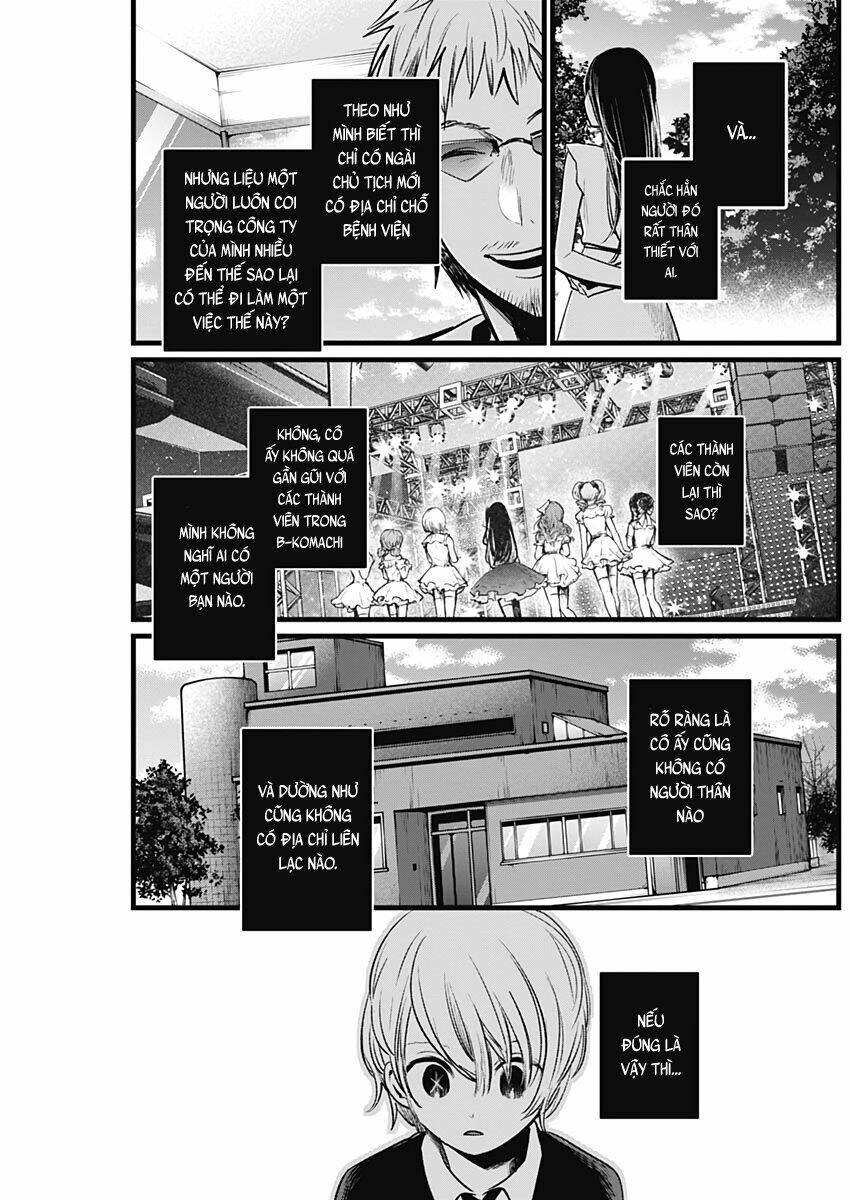 VÀ...
CHẮC HẲN
NGƯỜI ĐÓ
RẤT THÂN
THIẾT VỚI
AI.
THEO NHƯ
MÌNH BIẾT THÌ
CHỈ CÓ NGÀI
CHỦ TỊCH MỚI
CÓ ĐỊA CHỈ CHỖ
BỆNH VIỆN
NHƯNG LIỆU MỘT
NGƯỜI LUÔN COI
TRỌNG CÔNG TY
CỦA MÌNH NHIỀU
ĐẾN THẾ SAO LẠI
CÓ THỂ ĐI LÀM MỘT
VIỆC THẾ NÀY?
CÁC THÀNH
VIÊN CÒN
LẠI THÌ
SAO?
KHÔNG, CÔ
ẤY KHÔNG QUÁ
GẦN GŨI VỚI
CÁC THÀNH
VIÊN TRONG
B-KOMACHI
MÌNH KHÔNG
NGHĨ AI CÓ
MỘT NGƯỜI
BẠN NÀO.
RÕ RÀNG LÀ
CÔ ẤY CŨNG
KHÔNG CÓ
NGƯỜI THÂN
NÀO
VÀ DƯỜNG NHƯ
CŨNG KHÔNG
CÓ ĐỊA CHỈ LIÊN
LẠC NÀO.
NẾU
ĐÚNG LÀ
VẬY THÌ...